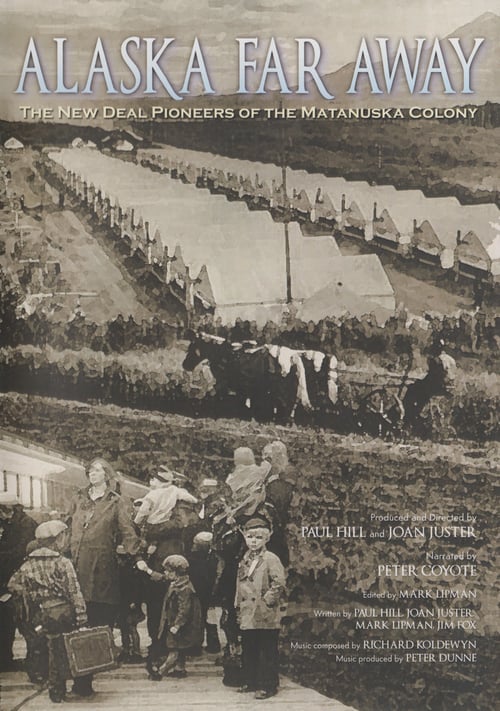 ALASKA FAR AWAY
THE NEW DEAL PIONEERS OF THE MATANUSKA COLONY
Produced and Directed by
PAUL HILL and JOAN JUSTER
Narrated by
PETER COYOTE
Edited by MARK LIPMAN
Written by PAUL HILL, JOAN JUSTER,
MARK LIPMAN, JIM FOX
Music composed by RICHARD KOLDEWYN
Music produced by PETER DUNNE